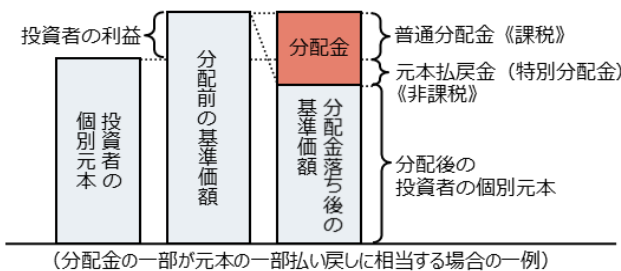 投資者の利益
投資者の
個別元本
分配前の基準価額
分配金
分配金落ち後の
基準価額
普通分配金《課税》
元本払戻金（特別分配金）
《非課税》
分配後の
投資者の個別元本
（分配金の一部が元本の一部払い戻しに相当する場合の一例）